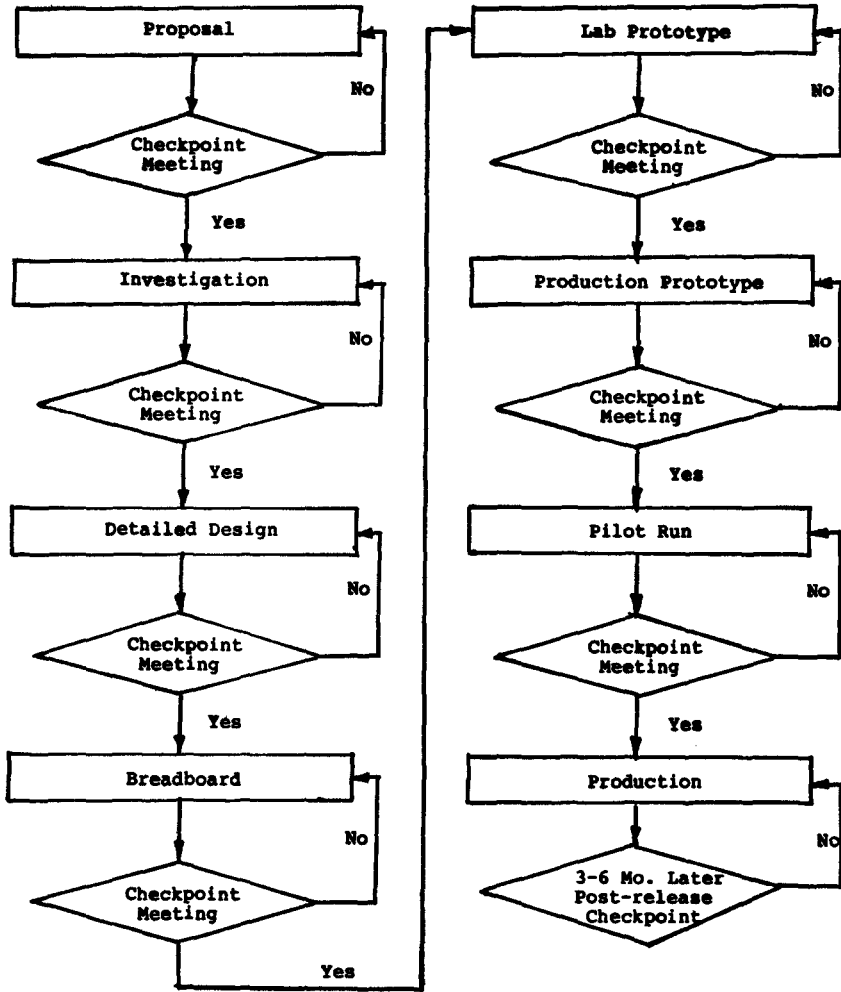 Proposal
No
Checkpoint
Meeting
Yes
Investigation
No
Checkpoint
Meeting
Yes
Detailed Design
No
Checkpoint
Meeting
Yes
Breadboard
No
Checkpoint
Meeting
Yes
Lab Prototype
No
Checkpoint
Meeting
Yes
Production Prototype
No
Checkpoint
Meeting
Yes
Pilot Run
No
Checkpoint
Meeting
Yes
Production
No
3-6 Mo. Later
Post-release
Checkpoint